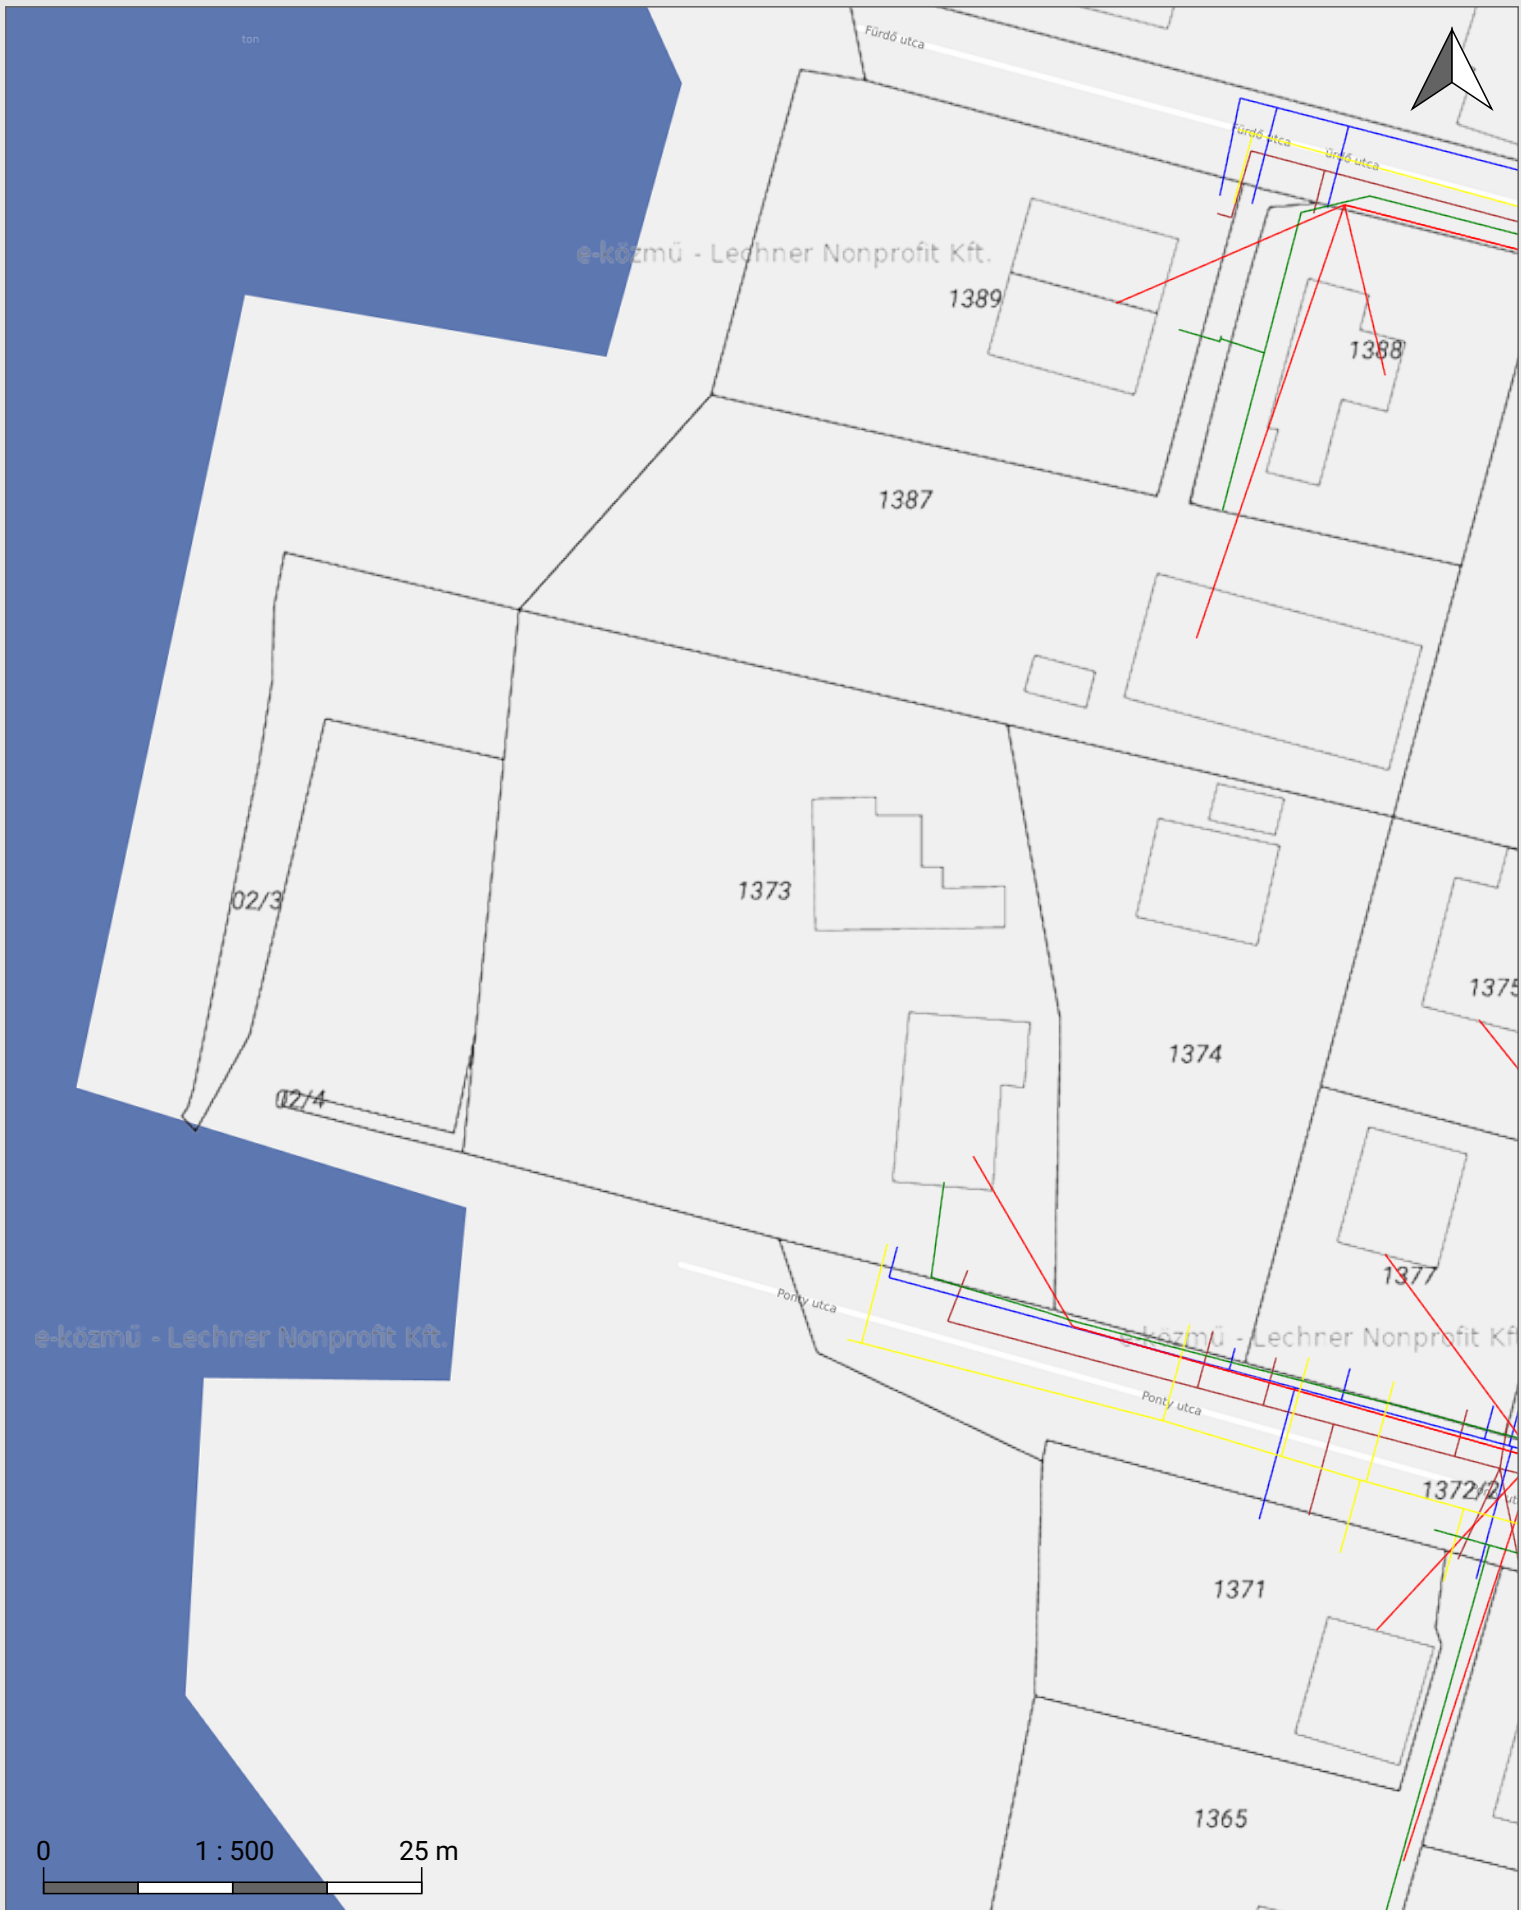 ton
Fürdő utca
Fürdő utca
ürdő utca
e-közmű - Lechner Nonprofit Kft.
1389
1388
1387
1373
02/3
1375
1374
02/4
1377
Ponty utca
e-közmű - Lechner Nonprofit Kft.
e-közmű - Lechner Nonprofit Kf
Ponty utca
1372/2
1371
1365
0 1 : 500 25 m